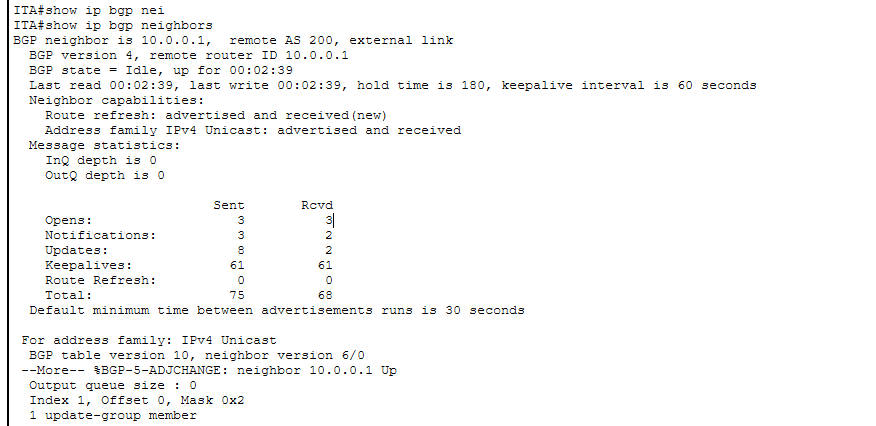 ITA#show ip bgp nei
ITA#show ip bgp neighbors
BGP neighbor is 10.0.0.1,  remote AS 200, external link
  BGP version 4, remote router ID 10.0.0.1
  BGP state = Idle, up for 00:02:39
  Last read 00:02:39, last write 00:02:39, hold time is 180, keepalive interval is 60 seconds
  Neighbor capabilities:
    Route refresh: advertised and received(new)
    Address family IPv4 Unicast: advertised and received
  Message statistics:
    InQ depth is 0
    OutQ depth is 0
                         Sent       Rcvd
    Opens:                  3          3
    Notifications:          3          2
    Updates:                8          2
    Keepalives:            61         61
    Route Refresh:          0          0
    Total:                 75         68
  Default minimum time between advertisements runs is 30 seconds
 For address family: IPv4 Unicast
  BGP table version 10, neighbor version 6/0
 --More-- %BGP-5-ADJCHANGE: neighbor 10.0.0.1 Up
  Output queue size : 0
  Index 1, Offset 0, Mask 0x2
  1 update-group member